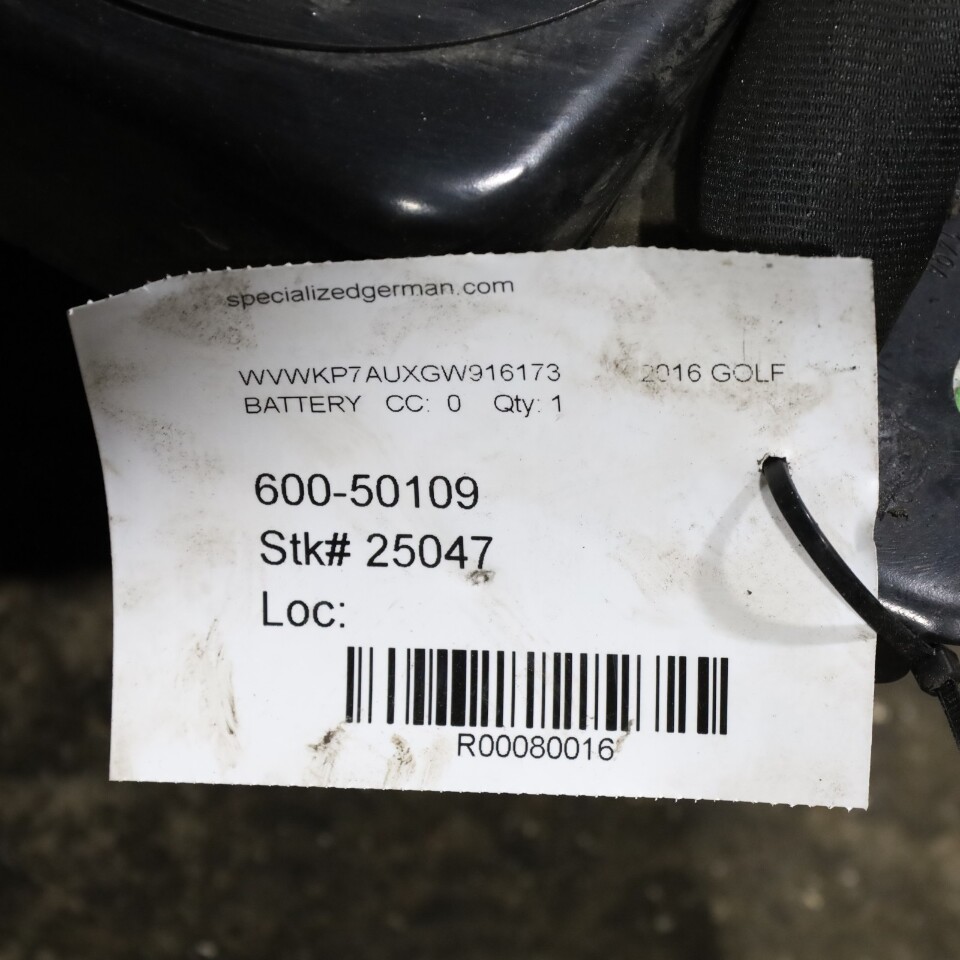 specializedgerman.com
WVWKP7AUXGW916173 2016 GOLF
BATTERY CC: 0 Qty: 1
600-50109
Stk# 25047
Loc:
R00080016